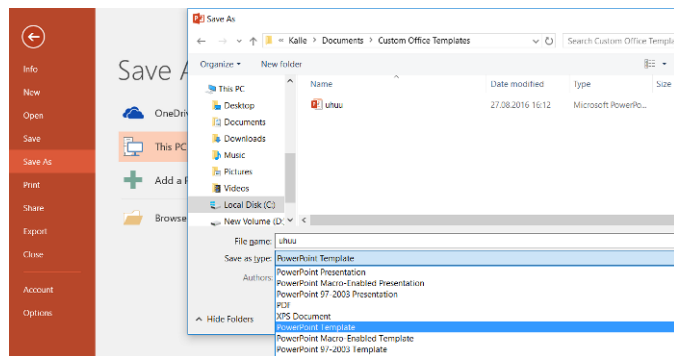 Save As
Info
New
Open
Save
Save As
Print
Share
Export
Close
Account
Options
Save A
OneDriv
This PC
Add a P
Browse
Kalle > Documents > Custom Office Templates
Search Custom Office Templa
Organize
New folder
Name
Date modified
Type
Size
This PC
Desktop
Documents
Downloads
Music
Pictures
Videos
Local Disk (C:)
New Volume (D:
uhuu
27.08.2016 16:12
Microsoft PowerPo...
File name: uhuu
Save as type: PowerPoint Template
Authors:
PowerPoint Presentation
PowerPoint Macro-Enabled Presentation
PowerPoint 97-2003 Presentation
PDF
XPS Document
PowerPoint Template
PowerPoint Macro-Enabled Template
PowerPoint 97-2003 Template
Hide Folders